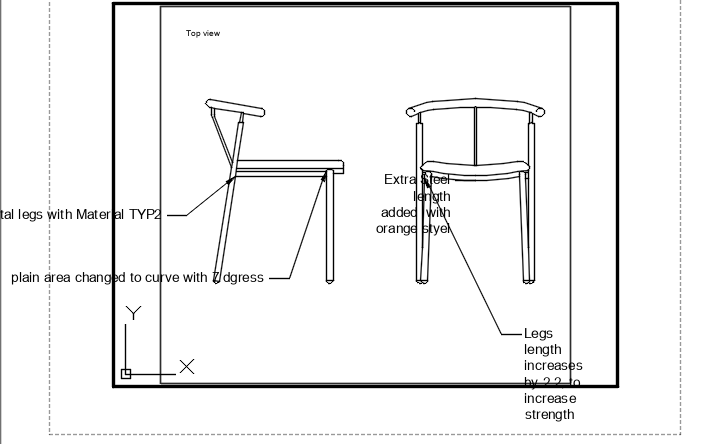 Top view
tal legs with Material TYP2
plain area changed to curve with 7 dgress
Extra Steel
length
added with
orange styel
Legs
length
increases
by 2.2 to
increase
strength
Y
X